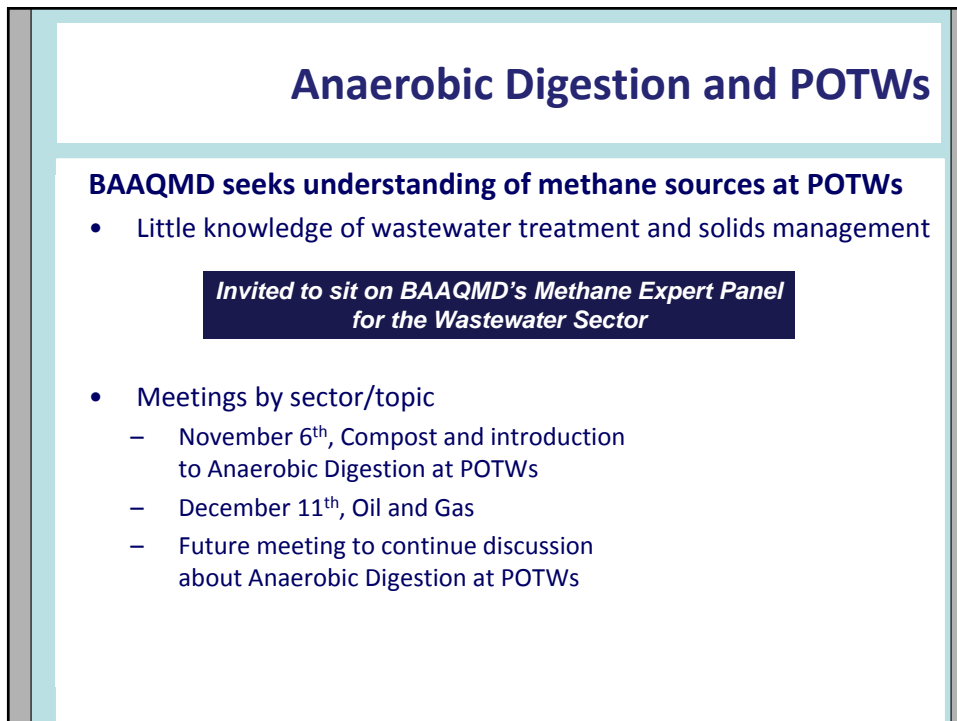 Anaerobic Digestion and POTWs
BAAQMD seeks understanding of methane sources at POTWs
• Little knowledge of wastewater treatment and solids management
Invited to sit on BAAQMD's Methane Expert Panel
for the Wastewater Sector
• Meetings by sector/topic
– November 6th, Compost and introduction
to Anaerobic Digestion at POTWs
– December 11th, Oil and Gas
– Future meeting to continue discussion
about Anaerobic Digestion at POTWs